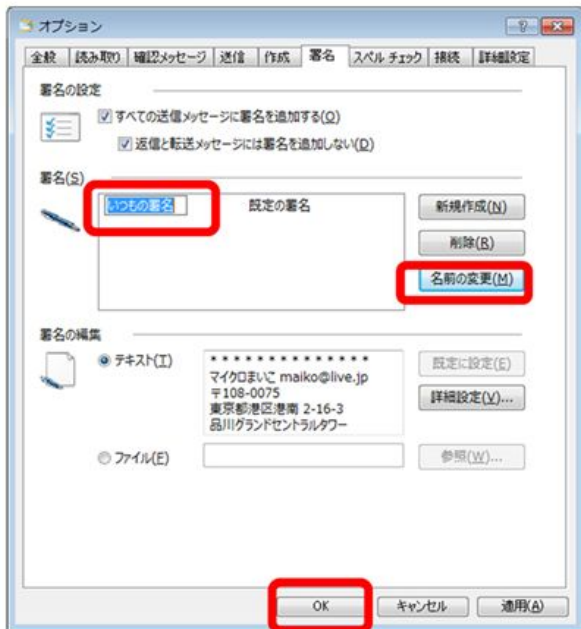 オプション
全般 読み取り 確認メッセージ 送信 作成 署名 スペル チェック 接続 詳細設定
署名の設定
すべての送信メッセージに署名を追加する(O)
返信と転送メッセージには署名を追加しない(D)
署名(S)
いつもの署名 既定の署名 新規作成(N)
削除(R)
名前の変更(M)
署名の編集
テキスト(T) * * * * * * * * * * * * * * 既定に設定(E)
マイクロまいこ maiko@live.jp
〒108-0075 詳細設定(V)...
東京都港区港南 2-16-3
品川グランドセントラルタワー
ファイル(F) 参照(W)...
OK キャンセル 適用(A)